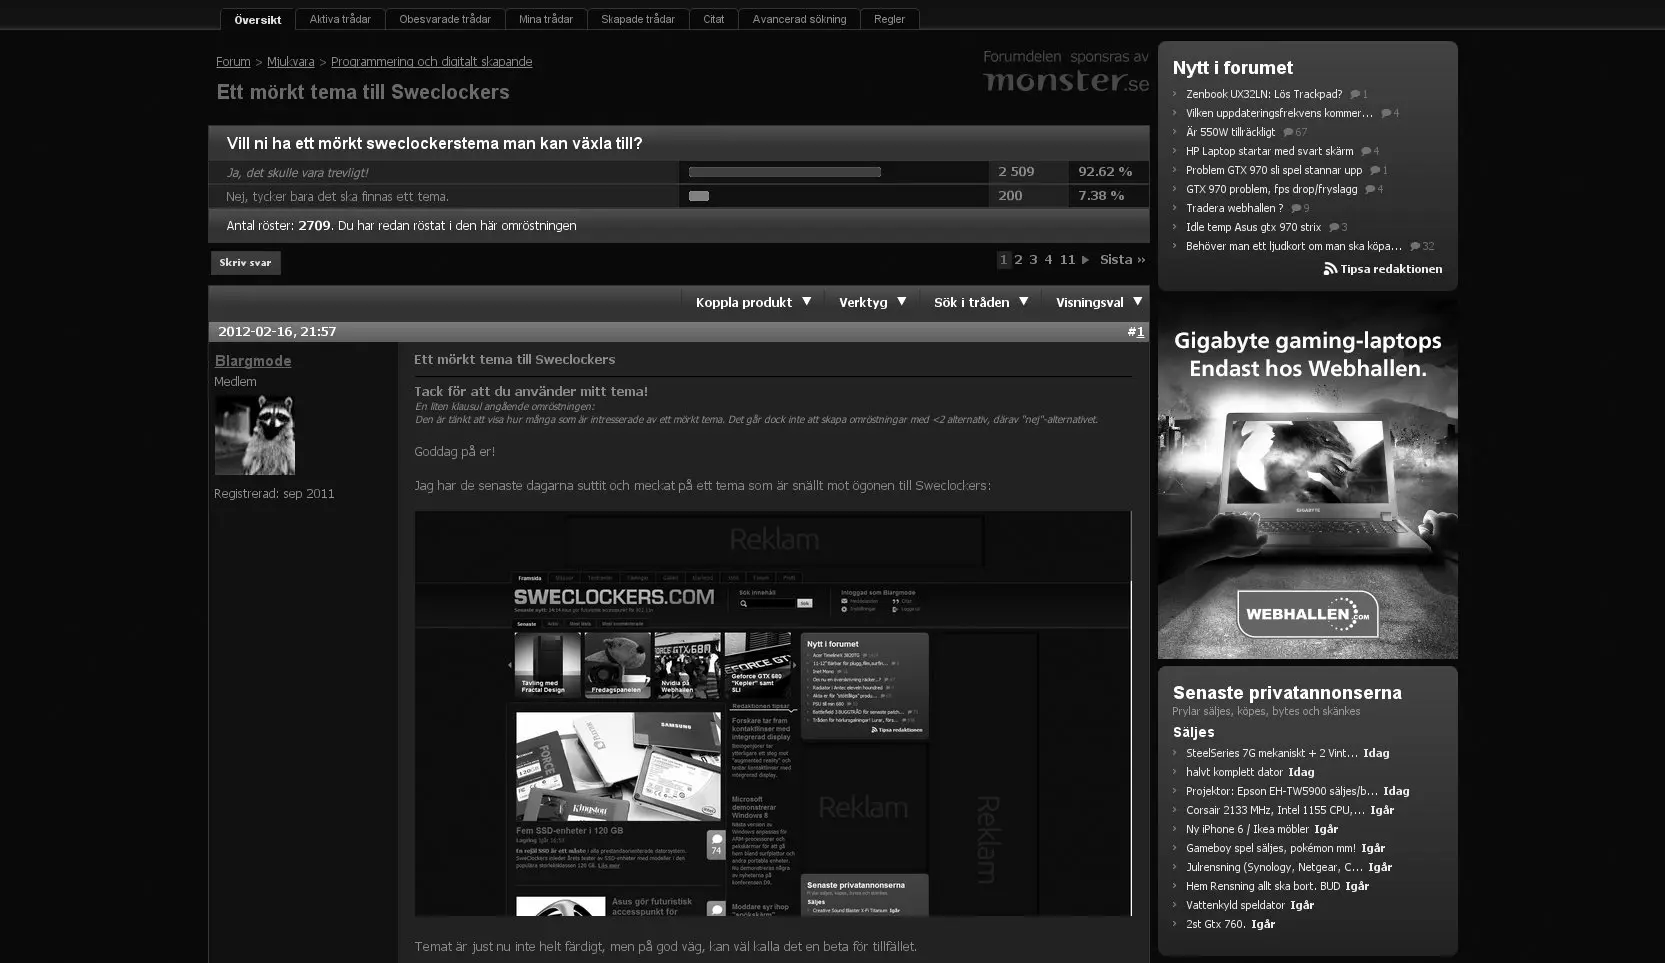 Översikt
Aktiva trådar
Obesvarade trådar
Mina trådar
Skapade trådar
Citat
Avancerad sökning
Regler
Forum > Mjukvara > Programmering och digitalt skapande
Ett mörkt tema till Sweclockers
Forumdelen sponsras av
monster.se
Vill ni ha ett mörkt sweclockerstema man kan växla till?
Ja, det skulle vara trevligt! 2 509 92.62 %
Nej, tycker bara det ska finnas ett tema. 200 7.38 %
Antal röster: 2709. Du har redan röstat i den här omröstningen
Skriv svar
1 2 3 4 11 Sista ››
Koppla produkt ▼ Verktyg ▼ Sök i tråden ▼ Visningsval ▼
2012-02-16, 21:57 #1
Blargmode
Medlem
Registrerad: sep 2011
Ett mörkt tema till Sweclockers
Tack för att du använder mitt tema!
En liten klausul angående omröstningen:
Den är tänkt att visa hur många som är intresserade av ett mörkt tema. Det går dock inte att skapa omröstningar med <2 alternativ, därav "nej"-alternativet.
Goddag på er!
Jag har de senaste dagarna suttit och meckat på ett tema som är snällt mot ögonen till Sweclockers:
Reklam
Framsida
SWECLOCKERS.COM
Sök innehåll
Sök
Inloggad som Blargmode
Senaste
Tävling med
Fractal Design
Fredagspanelen
Nvidia på
Webhallen
Geforce GTX 680
"Kepler" samt
SLI
Nytt i forumet
Tipsa redaktionen
Redaktionen tipsar
Forskare tar fram
kontaktlinser med
integrerad display
Microsoft
demonstrerar
Windows 8
Moddare syr ihop
Fem SSD-enheter i 120 GB
74
Asus gör futuristisk
accesspunkt för
Reklam
Reklam
Senaste privatannonserna
Säljes
Creative Sound Blaster X-Fi Titanium Igår
Temat är just nu inte helt färdigt, men på god väg, kan väl kalla det en beta för tillfället.
Nytt i forumet
Zenbook UX32LN: Lös Trackpad? 1
Vilken uppdateringsfrekvens kommer... 4
Är 550W tillräckligt 67
HP Laptop startar med svart skärm 4
Problem GTX 970 sli spel stannar upp 1
GTX 970 problem, fps drop/fryslagg 4
Tradera webhallen ? 9
Idle temp Asus gtx 970 strix 3
Behöver man ett ljudkort om man ska köpa... 32
Tipsa redaktionen
Gigabyte gaming-laptops
Endast hos Webhallen.
GIGABYTE
WEBHALLEN.COM
Senaste privatannonserna
Prylar säljes, köpes, bytes och skänkes
Säljes
SteelSeries 7G mekaniskt + 2 Vint... Idag
halvt komplett dator Idag
Projektor: Epson EH-TW5900 säljes/b... Idag
Corsair 2133 MHz, Intel 1155 CPU,... Igår
Ny iPhone 6 / Ikea möbler Igår
Gameboy spel säljes, pokémon mm! Igår
Julrensning (Synology, Netgear, C... Igår
Hem Rensning allt ska bort. BUD Igår
Vattenkyld speldator Igår
2st Gtx 760. Igår